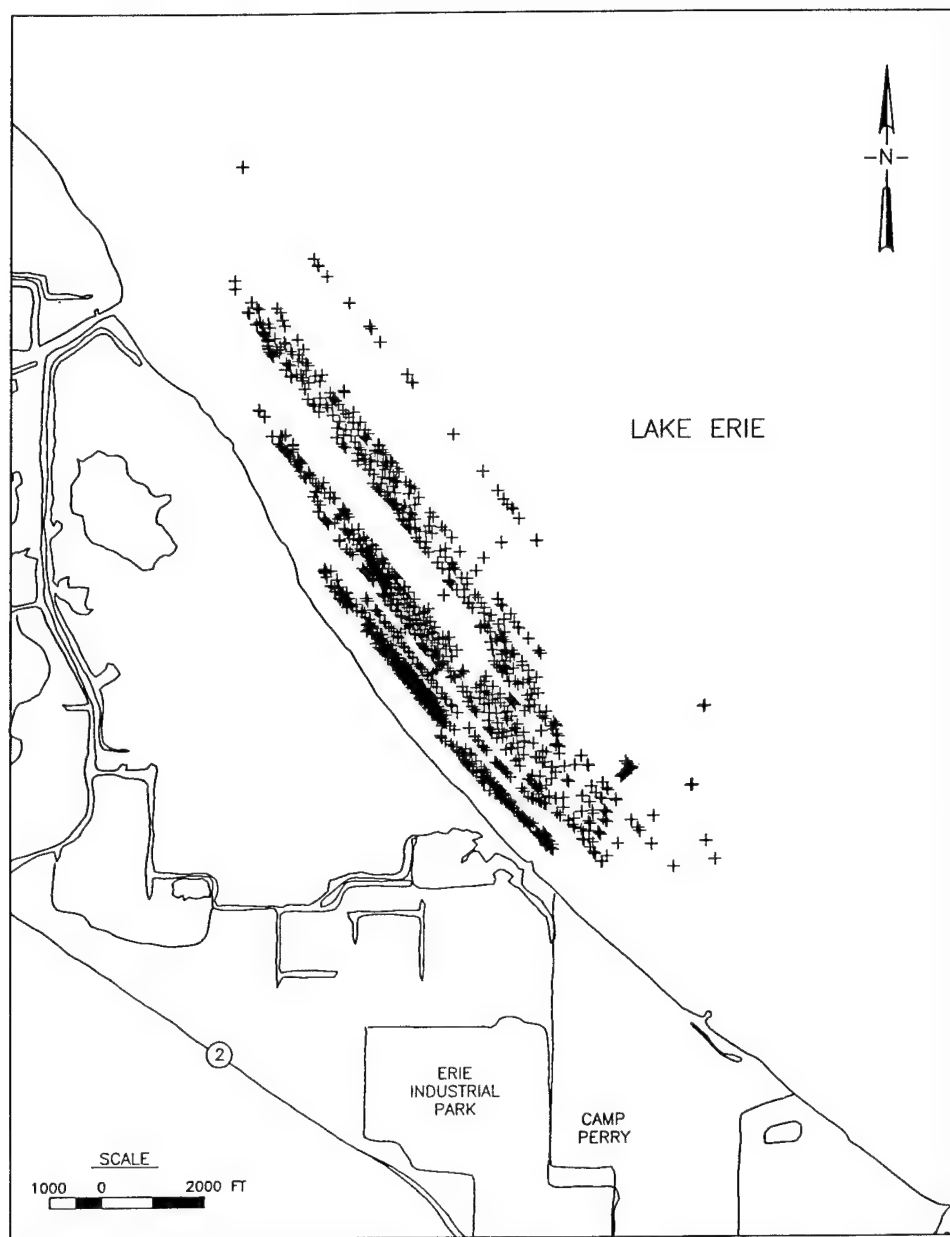 -N-
LAKE ERIE
2
ERIE
INDUSTRIAL
PARK
CAMP
PERRY
SCALE
1000 0 2000 FT